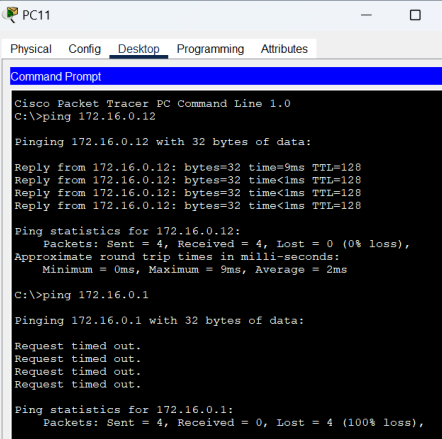 PC11
Physical Config Desktop Programming Attributes
Command Prompt
Cisco Packet Tracer PC Command Line 1.0
C:\>ping 172.16.0.12
Pinging 172.16.0.12 with 32 bytes of data:
Reply from 172.16.0.12: bytes=32 time=9ms TTL=128
Reply from 172.16.0.12: bytes=32 time<1ms TTL=128
Reply from 172.16.0.12: bytes=32 time<1ms TTL=128
Reply from 172.16.0.12: bytes=32 time<1ms TTL=128
Ping statistics for 172.16.0.12:
Packets: Sent = 4, Received = 4, Lost = 0 (0% loss),
Approximate round trip times in milli-seconds:
Minimum = 0ms, Maximum = 9ms, Average = 2ms
C:\>ping 172.16.0.1
Pinging 172.16.0.1 with 32 bytes of data:
Request timed out.
Request timed out.
Request timed out.
Request timed out.
Ping statistics for 172.16.0.1:
Packets: Sent = 4, Received = 0, Lost = 4 (100% loss),